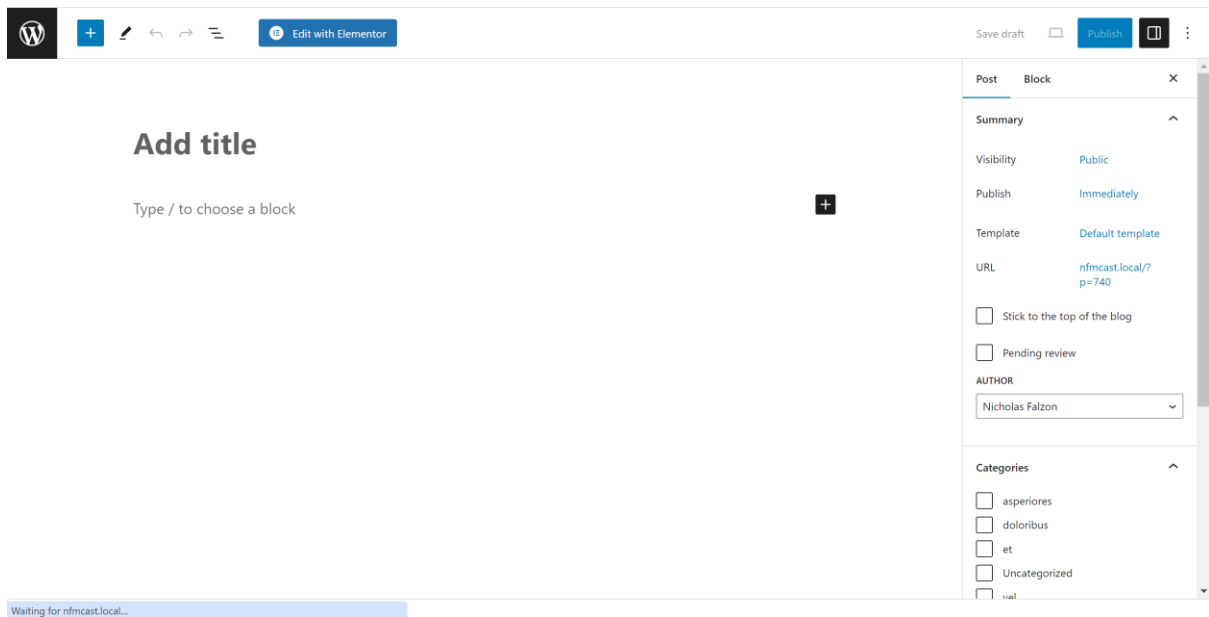 Edit with Elementor
Save draft
Publish
Post
Block
Add title
Type / to choose a block
Summary
Visibility
Public
Publish
Immediately
Template
Default template
URL
nfmcast.local/?
p=740
Stick to the top of the blog
Pending review
AUTHOR
Nicholas Falzon
Categories
asperiores
doloribus
et
Uncategorized
vel
Waiting for nfmcast.local...